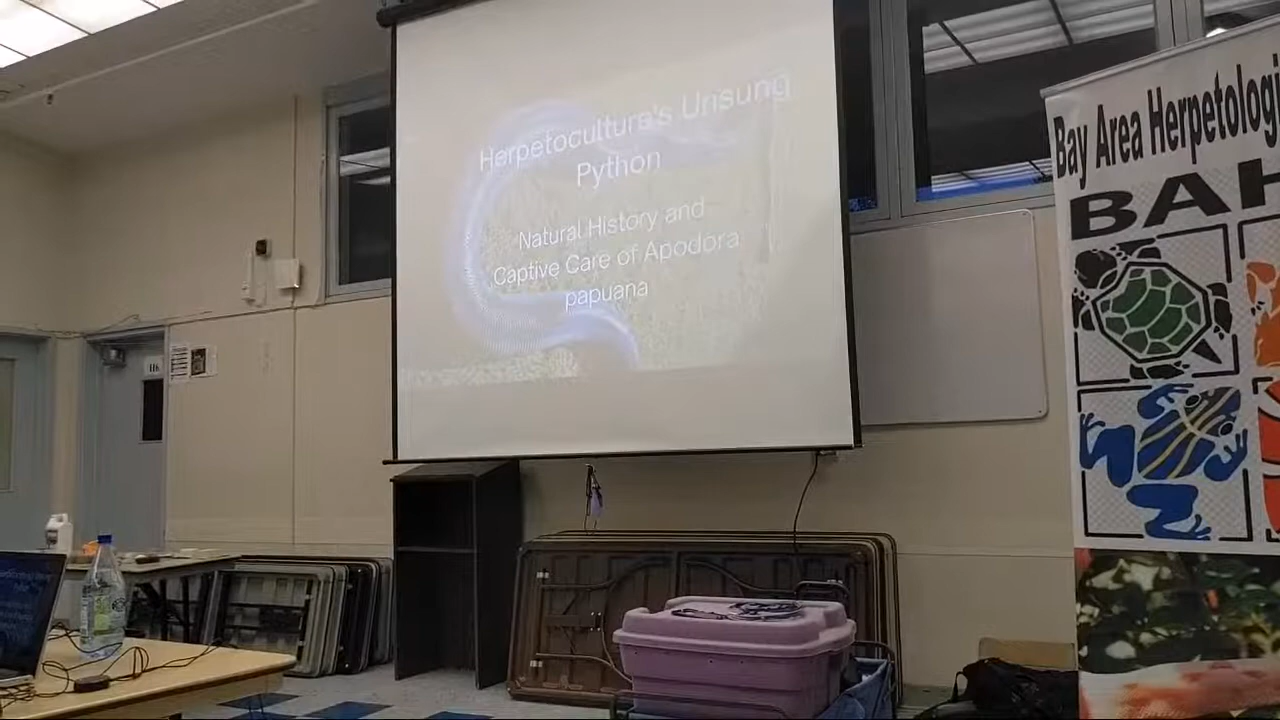 Herpetoculture's Unsung
Python
Natural History and
Captive Care of Apodora
papuana
Bay Area Herpetologi
BAH